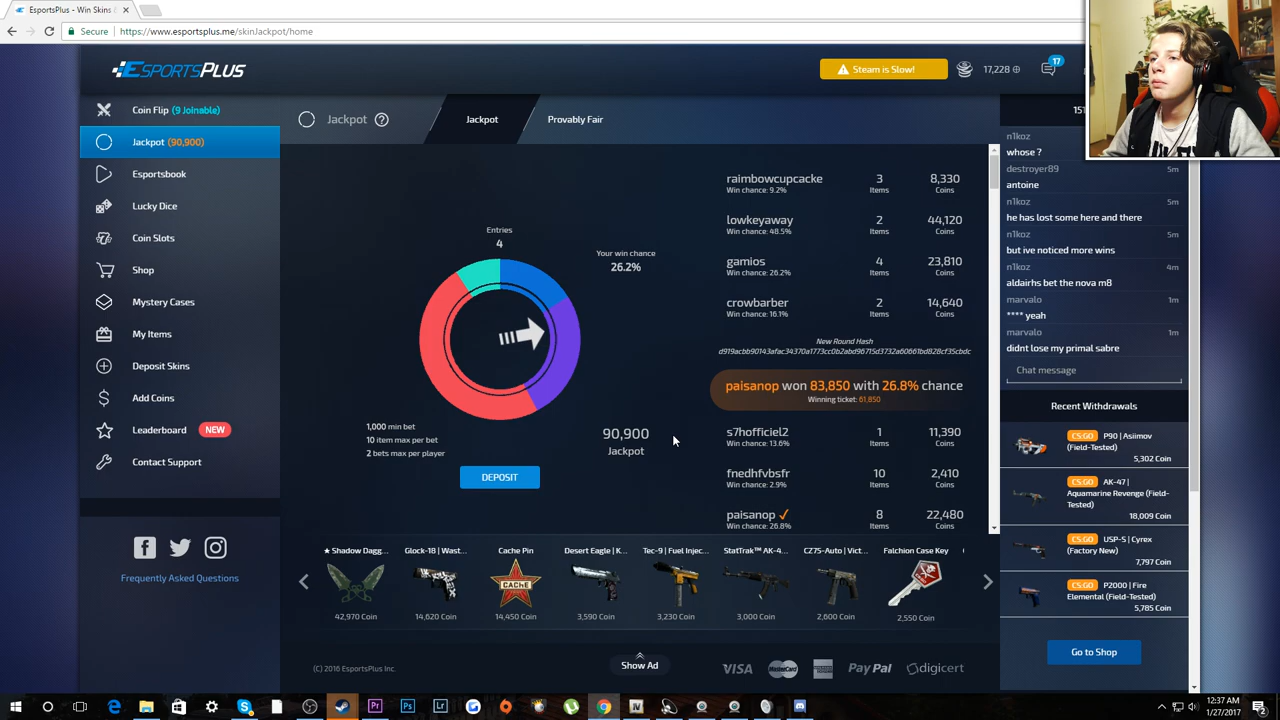 EsportsPlus - Win Skins &
Secure
https://www.esportsplus.me/skinJackpot/home
ESPORTSPLUS
Steam is Slow!
17,228
17
Coin Flip (9 Joinable)
Jackpot (90,900)
Esportsbook
Lucky Dice
Coin Slots
Shop
Mystery Cases
My Items
Deposit Skins
Add Coins
Leaderboard
NEW
Contact Support
Frequently Asked Questions
Jackpot
Jackpot
Provably Fair
Entries
4
Your win chance
26.2%
1,000 min bet
10 item max per bet
2 bets max per player
90,900
Jackpot
DEPOSIT
raimbowcupcacke 3 8,330
Win chance: 9.2% Items Coins
lowkeyaway 2 44,120
Win chance: 48.5% Items Coins
gamios 4 23,810
Win chance: 26.2% Items Coins
crowbarber 2 14,640
Win chance: 16.1% Items Coins
New Round Hash
paisanop won 83,850 with 26.8% chance
Winning ticket: 61,850
s7hofficiel2 1 11,390
Win chance: 13.6% Items Coins
fnedhfvbsfr 10 2,410
Win chance: 2.9% Items Coins
paisanop 8 22,480
Win chance: 26.8% Items Coins
★ Shadow Dagg...
42,970 Coin
Glock-18 | Wast...
14,620 Coin
Cache Pin
CACHE
14,450 Coin
Desert Eagle | K...
3,590 Coin
Tec-9 | Fuel Injec...
3,230 Coin
StatTrak™ AK-4...
3,000 Coin
CZ75-Auto | Vict...
2,600 Coin
Falchion Case Key
2,550 Coin
(C) 2016 EsportsPlus Inc.
Show Ad
VISA
MasterCard
PayPal
digicert
151
n1koz
whose ?
destroyer89 5m
antoine
n1koz 5m
he has lost some here and there
n1koz 5m
but ive noticed more wins
n1koz 4m
aldairhs bet the nova m8
marvalo 1m
**** yeah
marvalo 1m
didnt lose my primal sabre
Chat message
Recent Withdrawals
CS:GO P90 | Asiimov
(Field-Tested)
5,302 Coin
CS:GO AK-47 |
Aquamarine Revenge (Field-
Tested)
18,009 Coin
CS:GO USP-S | Cyrex
(Factory New)
7,797 Coin
CS:GO P2000 | Fire
Elemental (Field-Tested)
5,785 Coin
Go to Shop
12:37 AM
1/27/2017
2